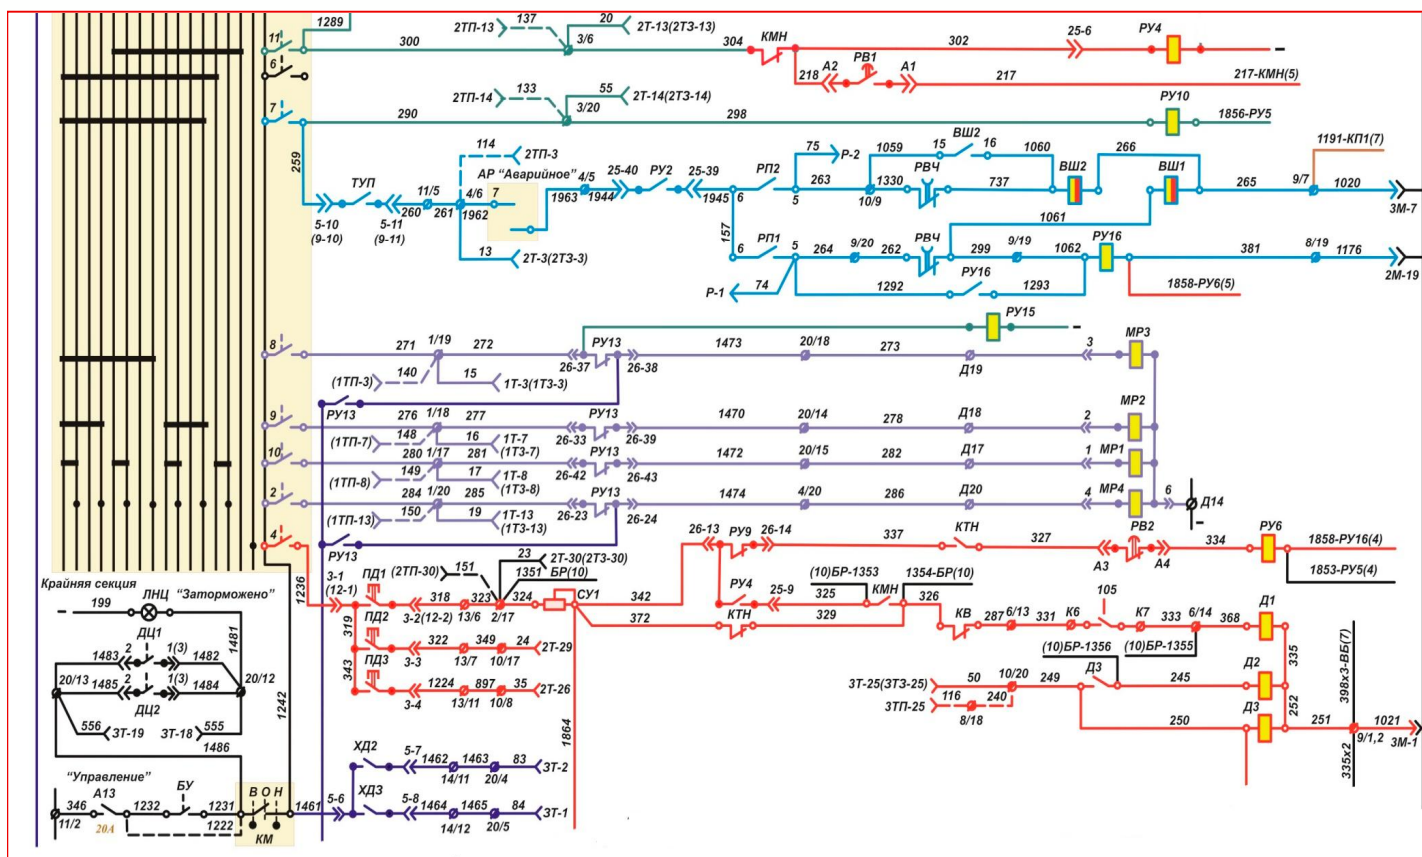 1289
11
300
2ТП-13
137
3/6
20
2Т-13(2ТЗ-13)
304
КМН
302
25-6
РУ4
6
218
А2
РВ1
А1
217
217-КМН(5)
7
290
2ТП-14
133
3/20
55
2Т-14(2ТЗ-14)
298
РУ10
1856-РУ5
259
114
2ТП-3
АР “Аварийное”
ТУП
5-10
(9-10)
5-11
(9-11)
260
11/5
261
4/6
1962
7
1963
4/5
1944
25-40
РУ2
25-39
1945
13
2Т-3(2ТЗ-3)
6
РП2
5
75
Р-2
263
1059
10/9
1330
РВЧ
15
ВШ2
16
1060
737
ВШ2
266
ВШ1
265
1191-КП1(7)
9/7
1020
3М-7
157
6
РП1
5
264
9/20
262
РВЧ
1061
299
9/19
1062
РУ16
381
8/19
1176
2М-19
Р-1
74
1292
РУ16
1293
1858-РУ6(5)
РУ15
8
271
1/19
272
26-37
РУ13
26-38
1473
20/18
273
Д19
3
МР3
(1ТП-3)
140
15
1Т-3(1ТЗ-3)
РУ13
9
276
1/18
277
26-33
РУ13
26-39
1470
20/14
278
Д18
2
МР2
(1ТП-7)
148
16
1Т-7
(1ТЗ-7)
10
280
1/17
281
26-42
РУ13
26-43
1472
20/15
282
Д17
1
МР1
(1ТП-8)
149
17
1Т-8
(1ТЗ-8)
2
284
1/20
285
26-23
РУ13
26-24
1474
4/20
286
Д20
4
МР4
6
Д14
(1ТП-13)
150
19
1Т-13
(1ТЗ-13)
РУ13
4
1236
26-13
РУ9
26-14
337
КТН
327
А3
РВ2
А4
334
РУ6
1858-РУ16(4)
1853-РУ5(4)
23
2Т-30(2ТЗ-30)
(2ТП-30)
151
1351
БР(10)
3-1
(12-1)
ПД1
318
3-2(12-2)
323
13/6
2/17
324
СУ1
342
372
РУ4
25-9
325
(10)БР-1353
КМН
1354-БР(10)
326
КТН
329
319
ПД2
322
3-3
349
13/7
10/17
24
2Т-29
343
ПД3
1224
3-4
897
13/11
10/8
35
2Т-26
КВ
287
6/13
331
К6
105
К7
333
6/14
368
Д1
335
(10)БР-1356
(10)БР-1355
3Т-25(3ТЗ-25)
50
10/20
249
Д3
245
Д2
3ТП-25
116
240
8/18
250
Д3
252
251
398х3-ВБ(7)
335х2
9/1,2
1021
3М-1
Крайняя секция
199
ЛНЦ “Заторможено”
ДЦ1
1483
2
1(3)
1482
1481
20/13
1485
2
1(3)
1484
20/12
ДЦ2
556
3Т-19
3Т-18
555
1486
1242
1864
“Управление”
346
11/2
А13
20А
1232
БУ
1231
1222
В О Н
КМ
1461
5-6
ХД2
5-7
1462
14/11
1463
20/4
83
3Т-2
ХД3
5-8
1464
14/12
1465
20/5
84
3Т-1